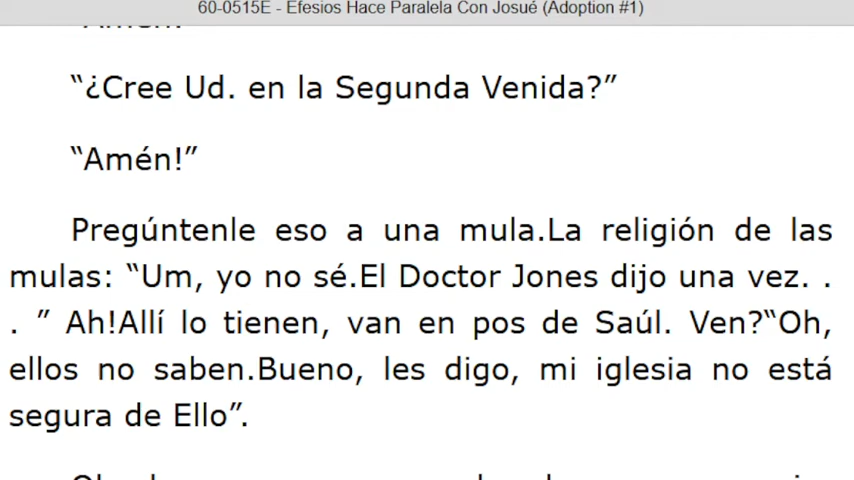 60-0515E - Efesios Hace Paralela Con Josué (Adoption #1)
“¿Cree Ud. en la Segunda Venida?”
“Amén!”
Pregúntenle eso a una mula.La religión de las
mulas: “Um, yo no sé.El Doctor Jones dijo una vez. .
. ” Ah!Allí lo tienen, van en pos de Saúl. Ven?“Oh,
ellos no saben.Bueno, les digo, mi iglesia no está
segura de Ello”.